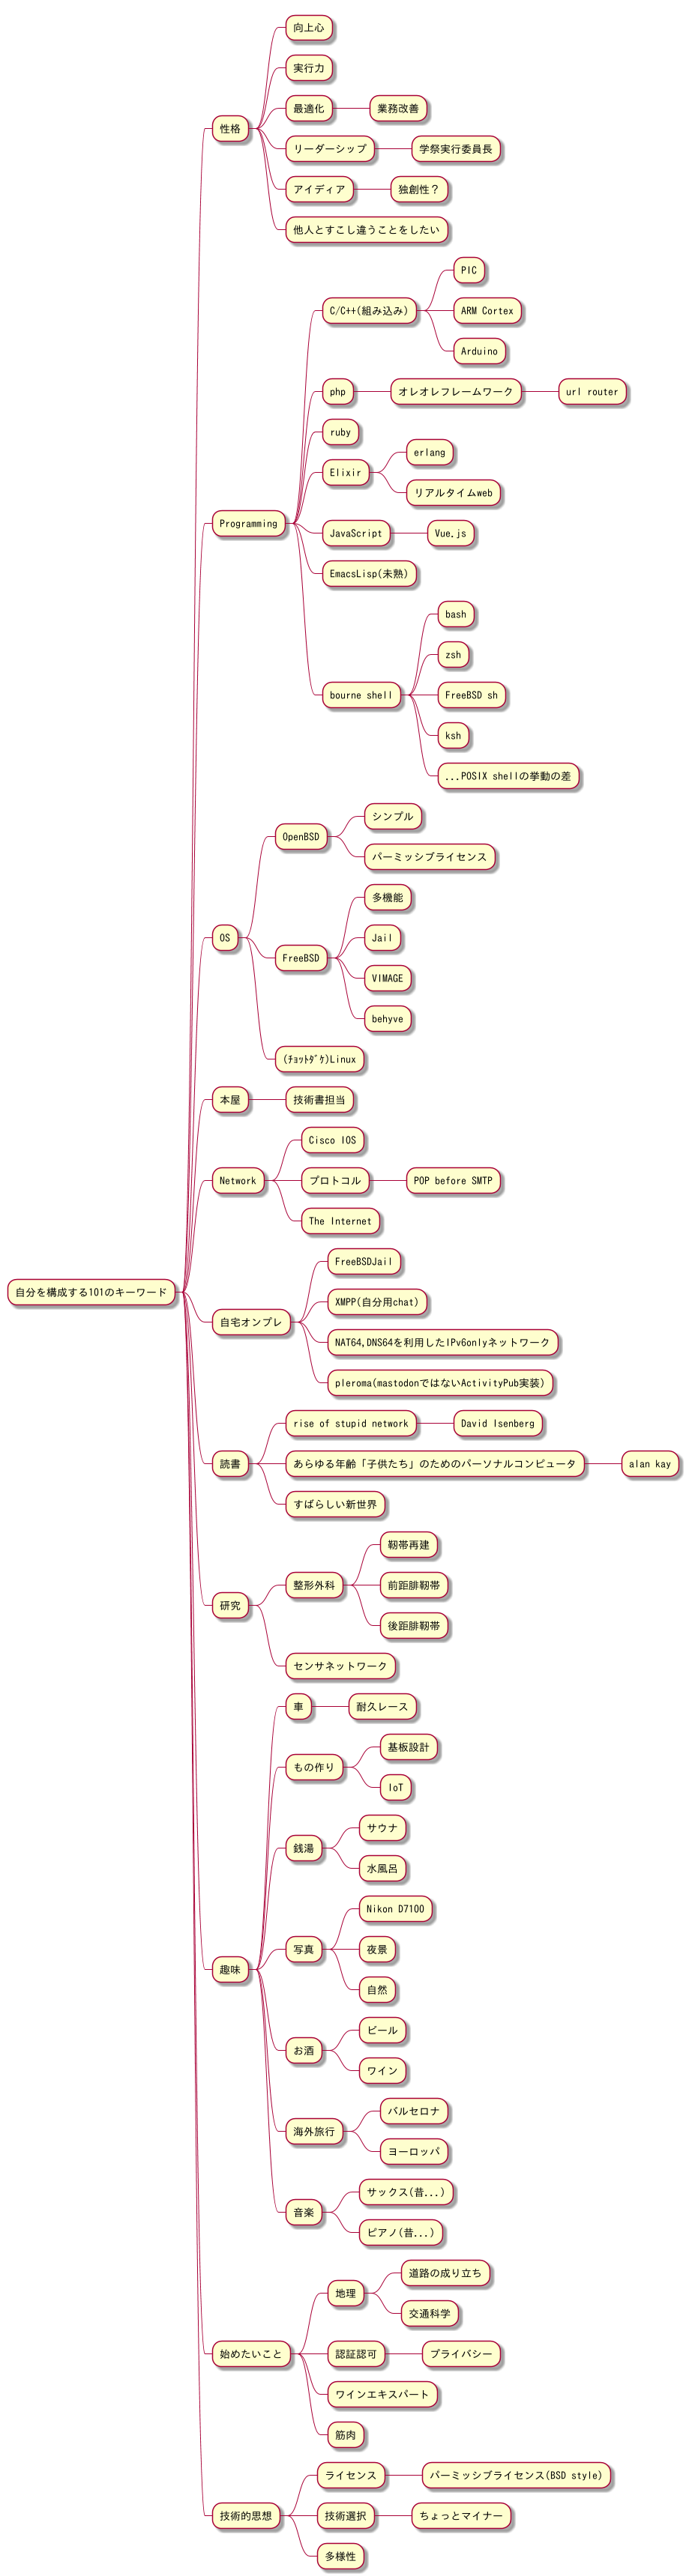 向上心
実行力
最適化
業務改善
性格
リーダーシップ
学祭実行委員長
アイディア
独創性？
他人とすこし違うことをしたい
PIC
C/C++(組み込み)
ARM Cortex
Arduino
php
オレオレフレームワーク
url router
ruby
erlang
Elixir
リアルタイムweb
Programming
JavaScript
Vue.js
EmacsLisp(未熟)
bash
zsh
bourne shell
FreeBSD sh
ksh
...POSIX shellの挙動の差
シンプル
OpenBSD
パーミッシブライセンス
多機能
OS
Jail
FreeBSD
VIMAGE
behyve
(ﾁｮｯﾄﾀﾞｹ)Linux
本屋
技術書担当
Cisco IOS
Network
プロトコル
POP before SMTP
The Internet
FreeBSDJail
自分を構成する101のキーワード
XMPP(自分用chat)
自宅オンプレ
NAT64,DNS64を利用したIPv6onlyネットワーク
pleroma(mastodonではないActivityPub実装)
rise of stupid network
David Isenberg
読書
あらゆる年齢「子供たち」のためのパーソナルコンピュータ
alan kay
すばらしい新世界
靭帯再建
整形外科
前距腓靭帯
研究
後距腓靭帯
センサネットワーク
車
耐久レース
基板設計
もの作り
IoT
サウナ
銭湯
水風呂
Nikon D7100
写真
夜景
趣味
自然
ビール
お酒
ワイン
バルセロナ
海外旅行
ヨーロッパ
サックス(昔...)
音楽
ピアノ(昔...)
道路の成り立ち
地理
交通科学
始めたいこと
認証認可
プライバシー
ワインエキスパート
筋肉
ライセンス
パーミッシブライセンス(BSD style)
技術的思想
技術選択
ちょっとマイナー
多様性